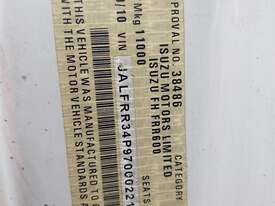 PROVAL NO. 38486
CATEGORY
ISUZU MOTORS LIMITED
ISUZU FH FRR600
SEATS
Mkg 11000
/10 VIN JALFRR34P97000221
THIS VEHICLE WAS MANUFACTURED TO
WITH THE MOTOR VEHICLE STANDARDS